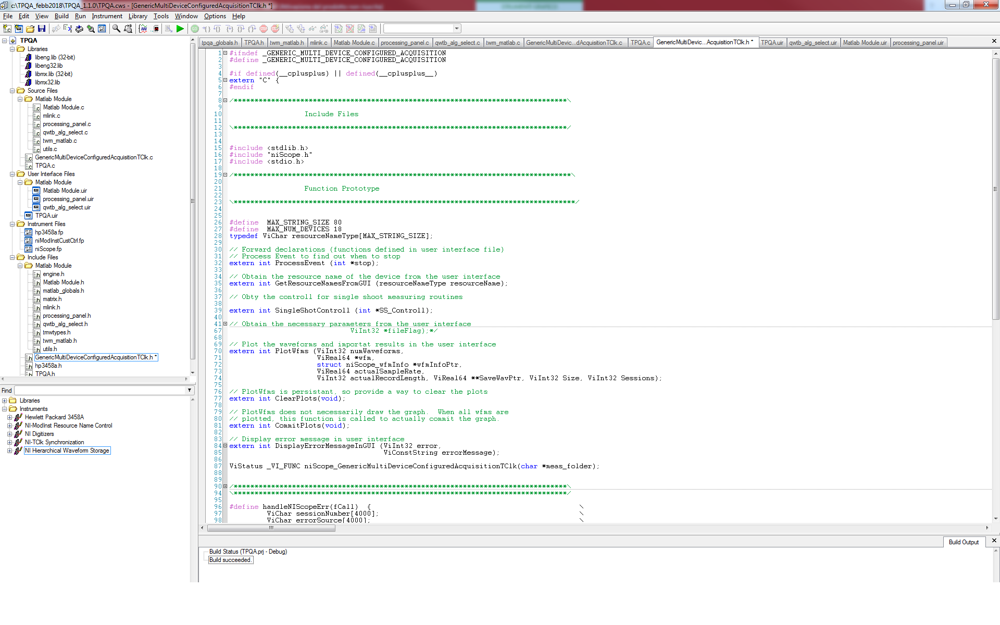 c:\TPQA_febb2018\TPQA_1.1.0\TPQA.cws - [GenericMultiDeviceConfiguredAcquisitionTClk.h *]
File Edit View Build Run Instrument Library Tools Window Options Help
TPQA
Libraries
libeng.lib (32-bit)
libeng32.lib
libmx.lib (32-bit)
libmx32.lib
Source Files
Matlab Module
Matlab Module.c
mlink.c
processing_panel.c
qwtb_alg_select.c
twm_matlab.c
utils.c
GenericMultiDeviceConfiguredAcquisitionTClk.c
TPQA.c
User Interface Files
Matlab Module
Matlab Module.uir
processing_panel.uir
qwtb_alg_select.uir
TPQA.uir
Instrument Files
hp3458a.fp
niModInstCustCtrl.fp
niScope.fp
Include Files
Matlab Module
engine.h
Matlab Module.h
matlab_globals.h
matrix.h
mlink.h
processing_panel.h
qwtb_alg_select.h
tmwtypes.h
twm_matlab.h
utils.h
GenericMultiDeviceConfiguredAcquisitionTClk.h *
hp3458a.h
TPQA.h
Find
Libraries
Instruments
Hewlett Packard 3458A
NI-ModInst Resource Name Control
NI Digitizers
NI-TClk Synchronization
NI Hierarchical Waveform Storage
tpqa_globals.h TPQA.h twm_matlab.h mlink.c Matlab Module.c processing_panel.c qwtb_alg_select.c twm_matlab.c GenericMultiDevic...dAcquisitionTClk.c TPQA.c GenericMultiDevic...AcquisitionTClk.h * TPQA.uir qwtb_alg_select.uir Matlab Module.uir processing_panel.uir
1 #ifndef _GENERIC_MULTI_DEVICE_CONFIGURED_ACQUISITION
2 #define _GENERIC_MULTI_DEVICE_CONFIGURED_ACQUISITION
3
4 #if defined(__cplusplus) || defined(__cplusplus__)
5 extern "C" {
6 #endif
7
8 /********************************************************************************\
9
10 Include Files
11
12 \********************************************************************************/
13
14
15 #include <stdlib.h>
16 #include "niScope.h"
17 #include <stdio.h>
18
19 /*********************************************************************************\
20
21 Function Prototype
22
23 \**********************************************************************************/
24
25
26 #define  MAX_STRING_SIZE 80
27 #define  MAX_NUM_DEVICES 18
28 typedef ViChar resourceNameType[MAX_STRING_SIZE];
29
30 // Forward declarations (functions defined in user interface file)
31 // Process Event to find out when to stop
32 extern int ProcessEvent (int *stop);
33
34 // Obtain the resource name of the device from the user interface
35 extern int GetResourceNamesFromGUI (resourceNameType resourceName);
36
37 // Obty the controll for single shoot measuring routines
38
39 extern int SingleShotControll (int *SS_Controll);
40
41 // Obtain the necessary parameters from the user interface
67 ViInt32 *fileFlag);*/
68
69 // Plot the waveforms and importat results in the user interface
70 extern int PlotWfms (ViInt32 numWaveforms,
71 ViReal64 *wfm,
72 struct niScope_wfmInfo *wfmInfoPtr,
73 ViReal64 actualSampleRate,
74 ViInt32 actualRecordLength, ViReal64 **SaveWavPtr, ViInt32 Size, ViInt32 Sessions);
75
76 // PlotWfms is persistant, so provide a way to clear the plots
77 extern int ClearPlots(void);
78
79 // PlotWfms does not necessarily draw the graph.  When all wfms are
80 // plotted, this function is called to actually commit the graph.
81 extern int CommitPlots(void);
82
83 // Display error message in user interface
84 extern int DisplayErrorMessageInGUI (ViInt32 error,
85 ViConstString errorMessage);
86
87 ViStatus _VI_FUNC niScope_GenericMultiDeviceConfiguredAcquisitionTClk(char *meas_folder);
88
89
90 /********************************************************************************\
94 \********************************************************************************/
95
96 #define handleNIScopeErr(fCall)  { \
97 ViChar sessionNumber[4000]; \
98 ViChar errorSource[4000]; \
Build Output
Build Status (TPQA.prj - Debug)
Build succeeded.